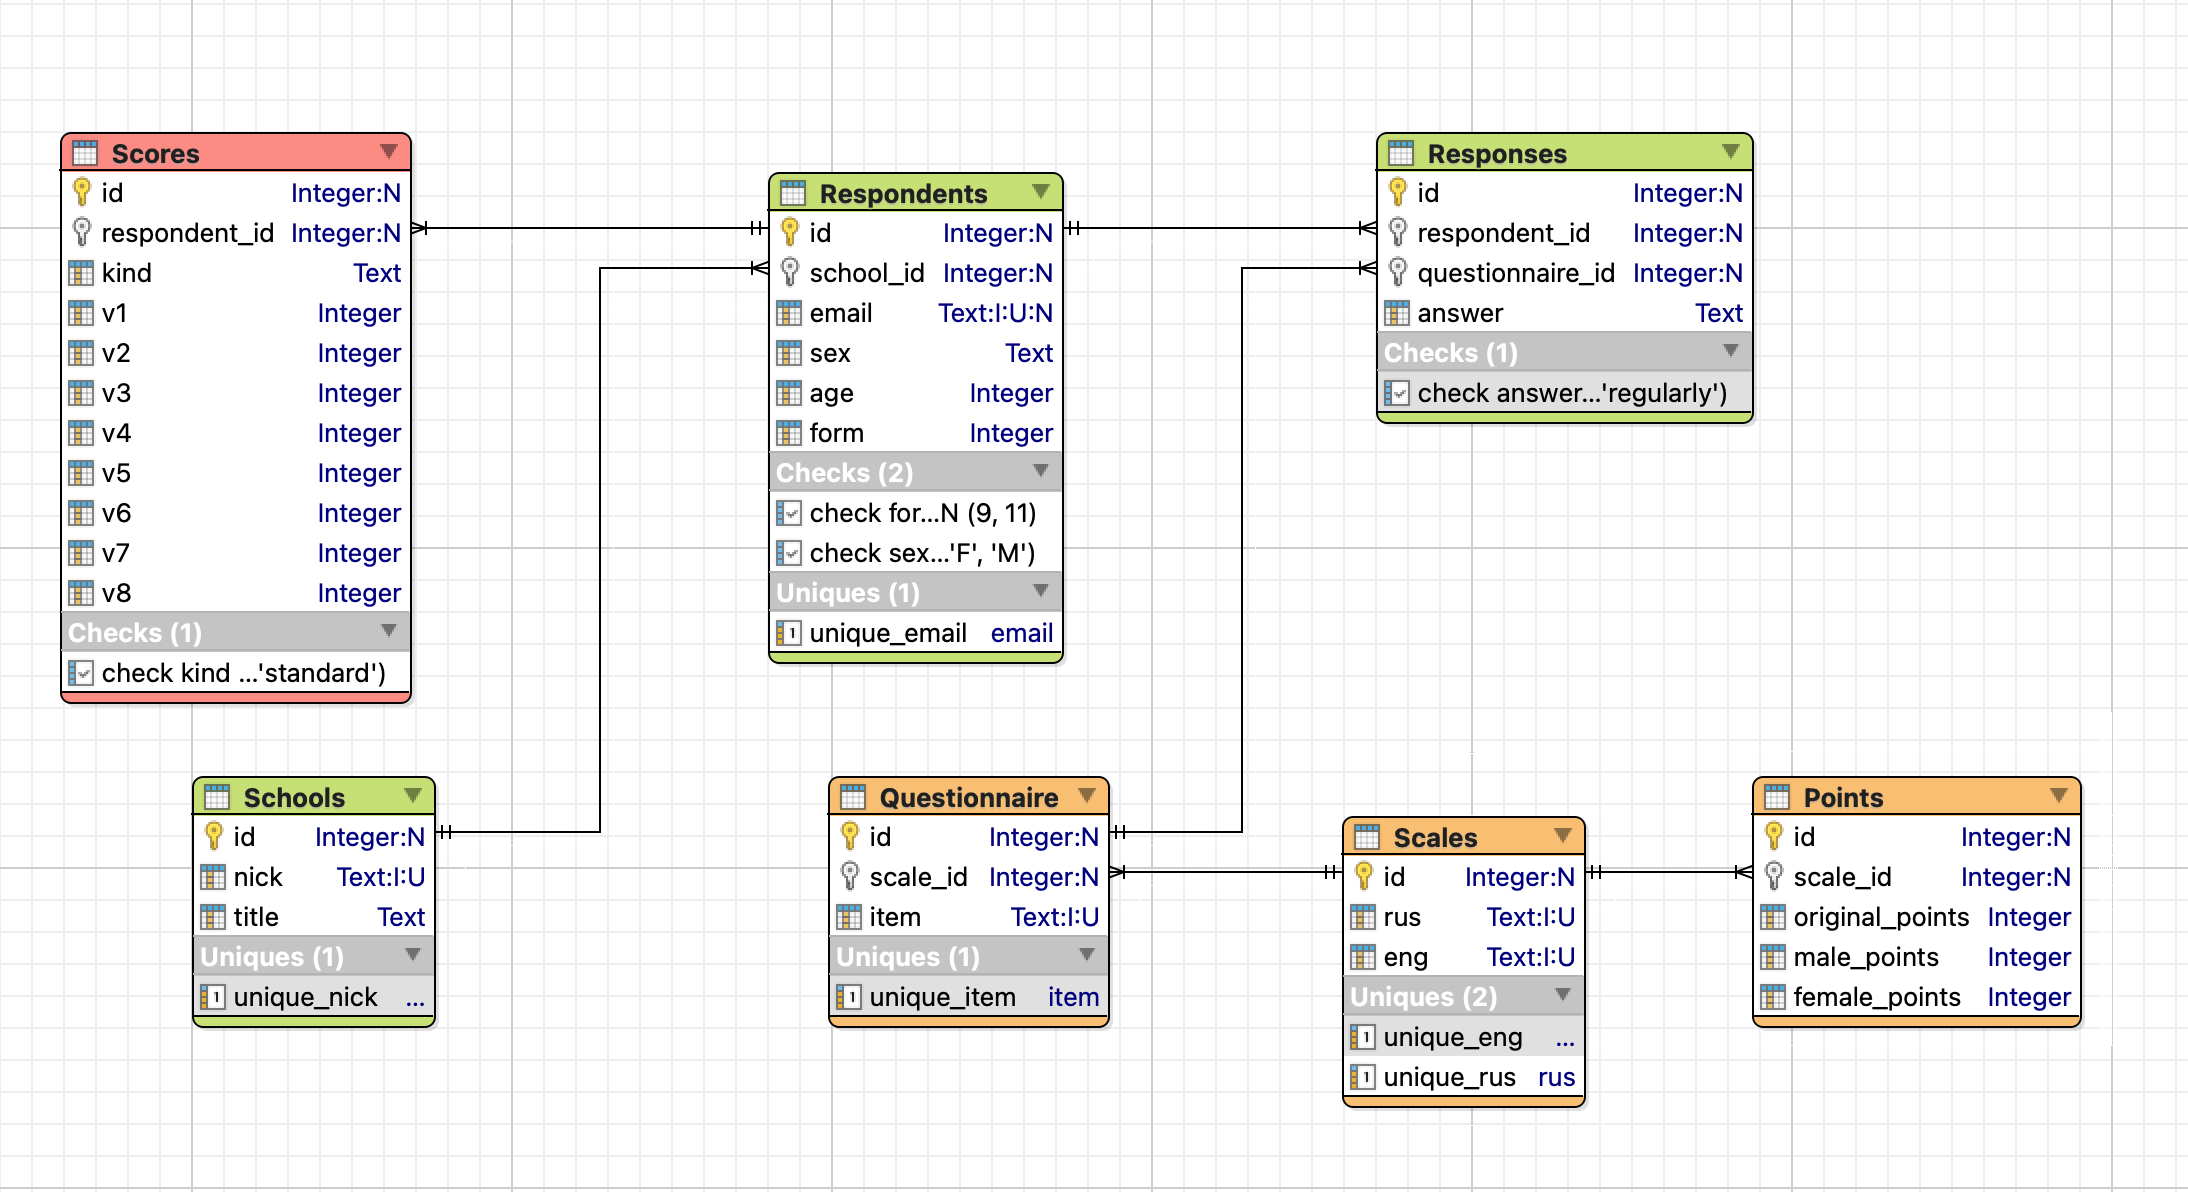 Scores
id Integer:N
respondent_id Integer:N
kind Text
v1 Integer
v2 Integer
v3 Integer
v4 Integer
v5 Integer
v6 Integer
v7 Integer
v8 Integer
Checks (1)
check kind ...'standard')
Respondents
id Integer:N
school_id Integer:N
email Text:I:U:N
sex Text
age Integer
form Integer
Checks (2)
check for...N (9, 11)
check sex...'F', 'M')
Uniques (1)
unique_email email
Responses
id Integer:N
respondent_id Integer:N
questionnaire_id Integer:N
answer Text
Checks (1)
check answer...'regularly')
Schools
id Integer:N
nick Text:I:U
title Text
Uniques (1)
unique_nick ...
Questionnaire
id Integer:N
scale_id Integer:N
item Text:I:U
Uniques (1)
unique_item item
Scales
id Integer:N
rus Text:I:U
eng Text:I:U
Uniques (2)
unique_eng ...
unique_rus rus
Points
id Integer:N
scale_id Integer:N
original_points Integer
male_points Integer
female_points Integer